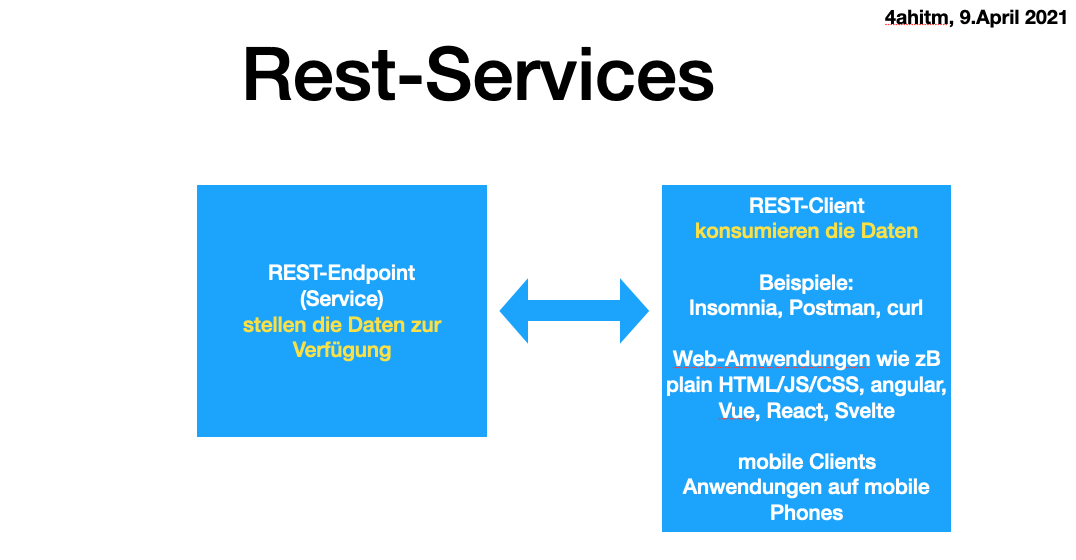 4ahitm, 9.April 2021
Rest-Services
REST-Endpoint
(Service)
stellen die Daten zur
Verfügung
REST-Client
konsumieren die Daten
Beispiele:
Insomnia, Postman, curl
Web-Amwendungen wie zB
plain HTML/JS/CSS, angular,
Vue, React, Svelte
mobile Clients
Anwendungen auf mobile
Phones